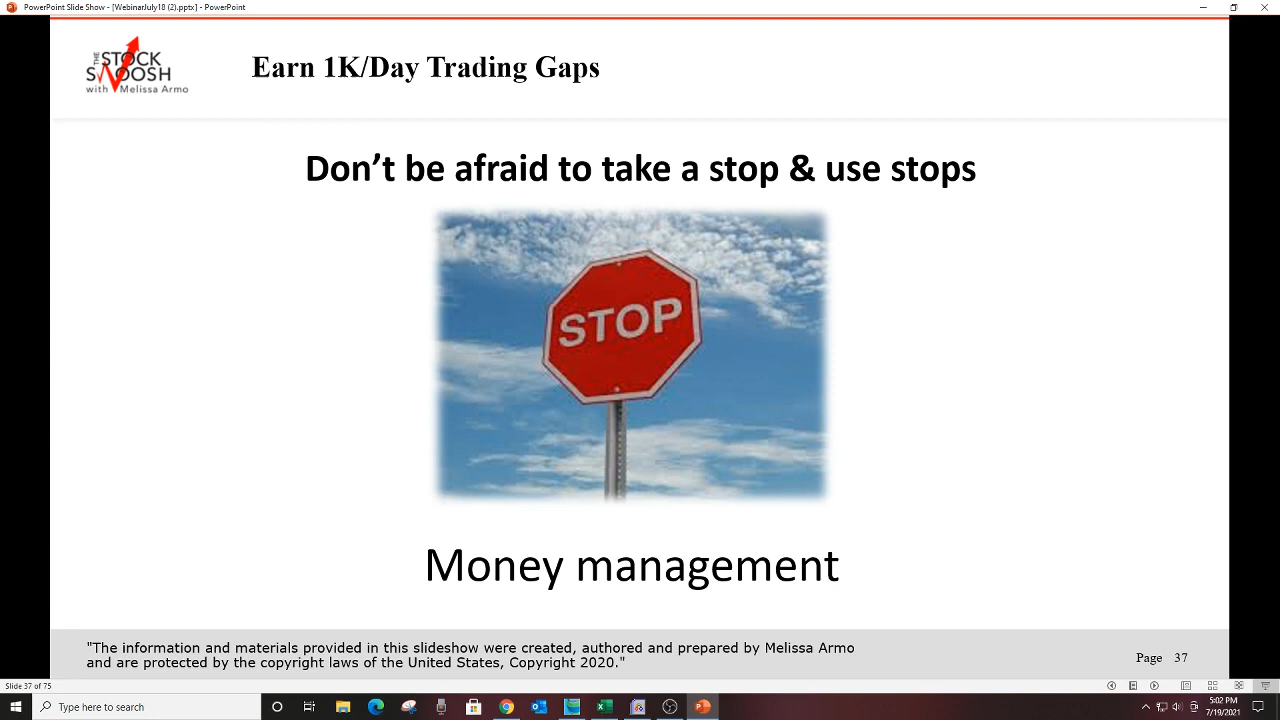 PowerPoint Slide Show - [WebinarJuly18 (2).pptx] - PowerPoint
THE
STOCK
SWOOSH
with Melissa Armo
Earn 1K/Day Trading Gaps
Don’t be afraid to take a stop & use stops
STOP
Money management
"The information and materials provided in this slideshow were created, authored and prepared by Melissa Armo
and are protected by the copyright laws of the United States, Copyright 2020."
Page 37
Slide 37 of 75
Type here to search
5:02 PM
7/19/2021